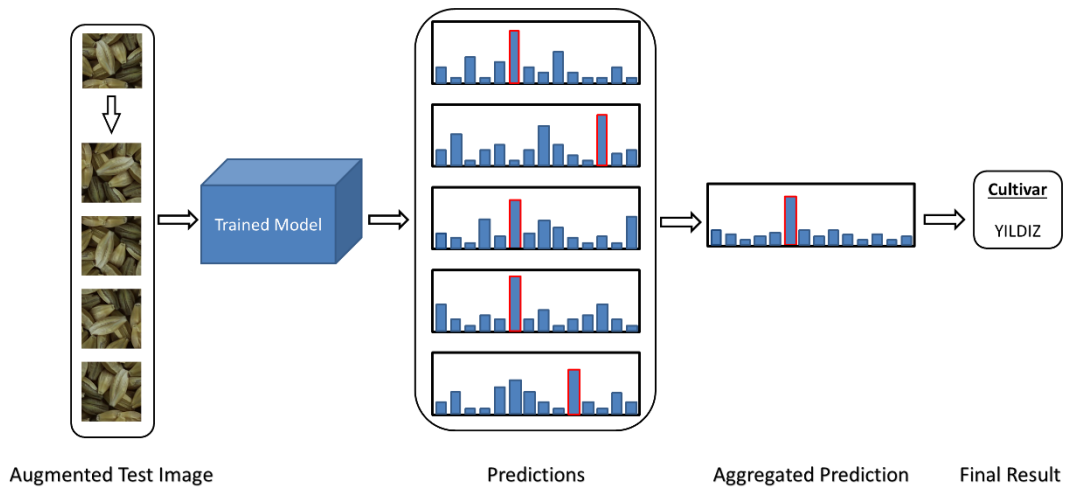 Trained Model
Cultivar
YILDIZ
Augmented Test Image
Predictions
Aggregated Prediction
Final Result